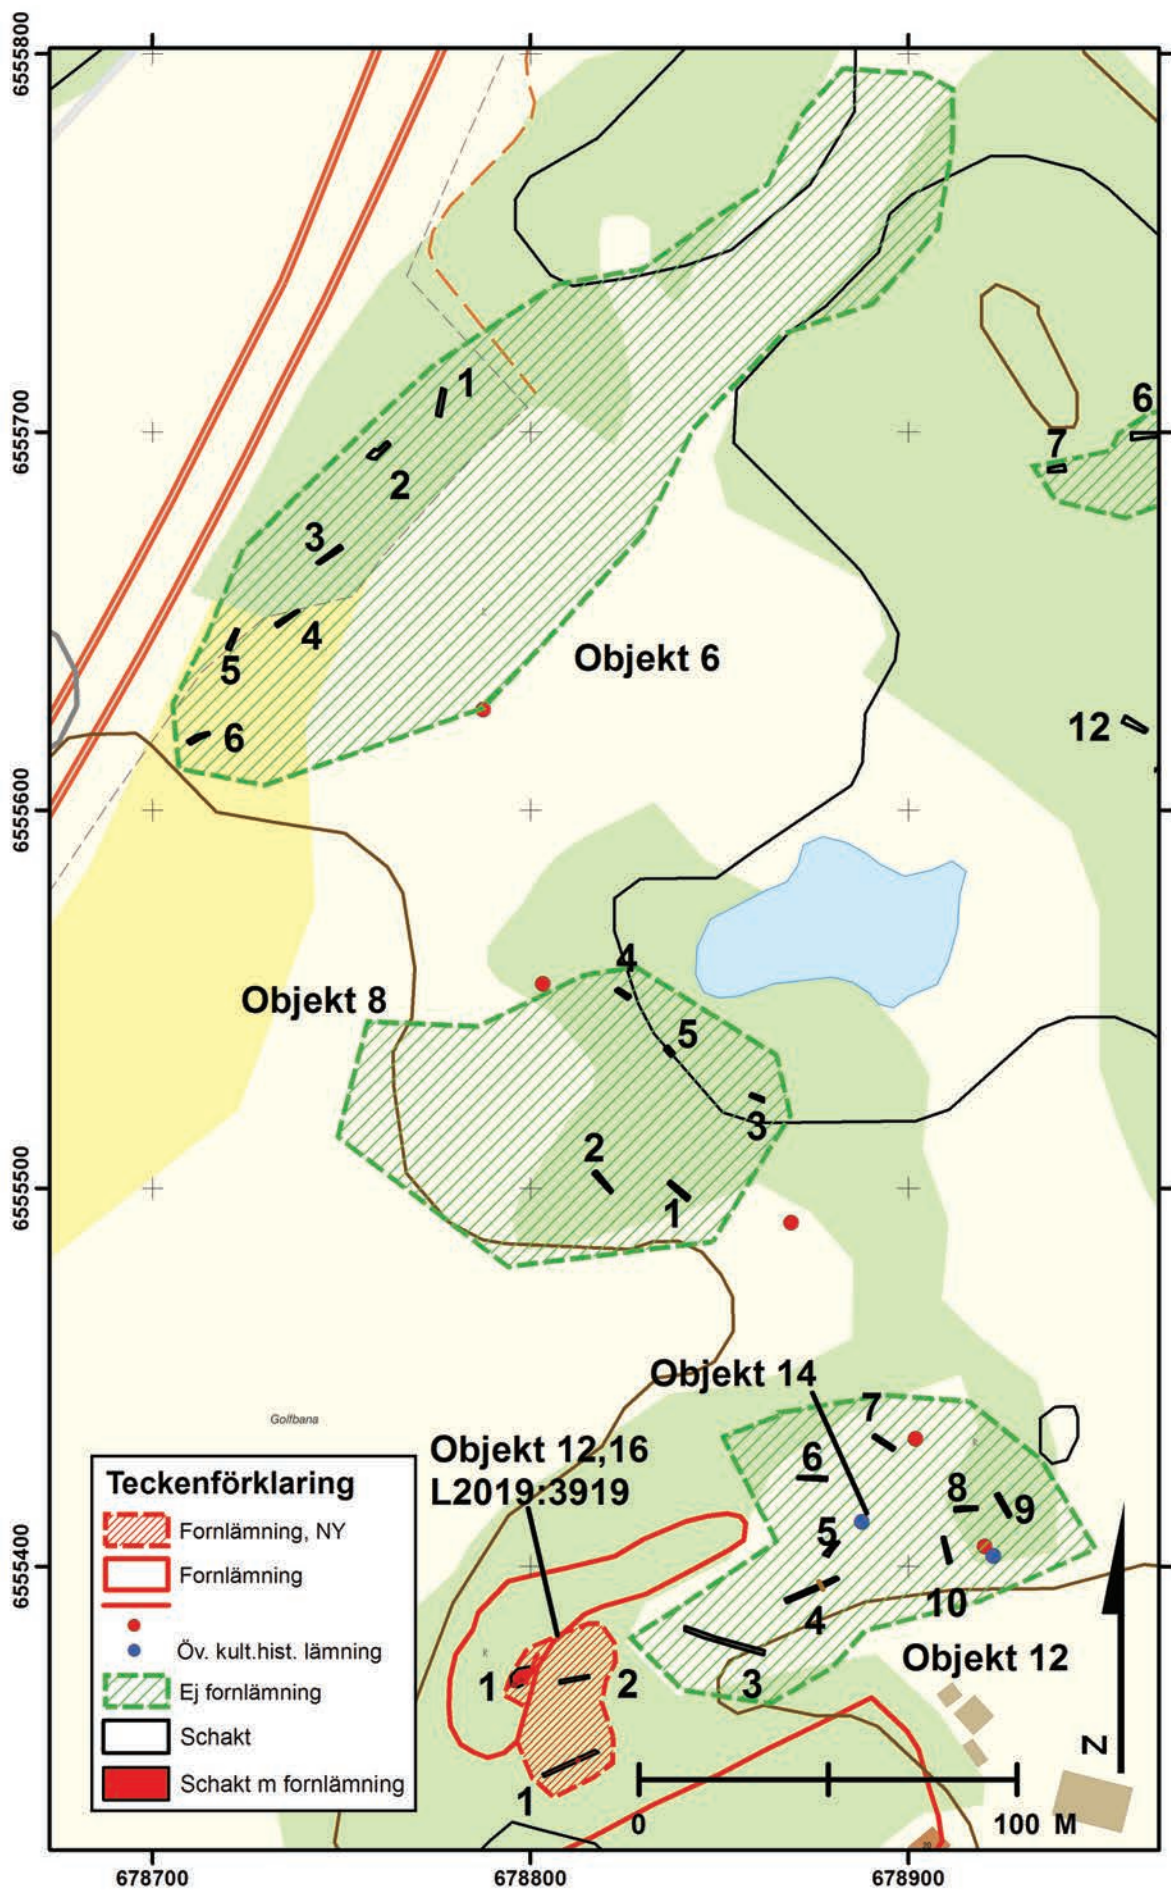 6555800
1
6555700
2
6
7
3
4
5
Objekt 6
6
12
6555600
4
Objekt 8
5
3
2
6555500
1
Objekt 14
7
Golfbana
Objekt 12,16
L2019:3919
6
8
9
5
6555400
4
10
Objekt 12
1
2
3
1
Teckenförklaring
Fornlämning, NY
Fornlämning
Öv. kult.hist. lämning
Ej fornlämning
Schakt
Schakt m fornlämning
N
0
100 M
678700
678800
678900